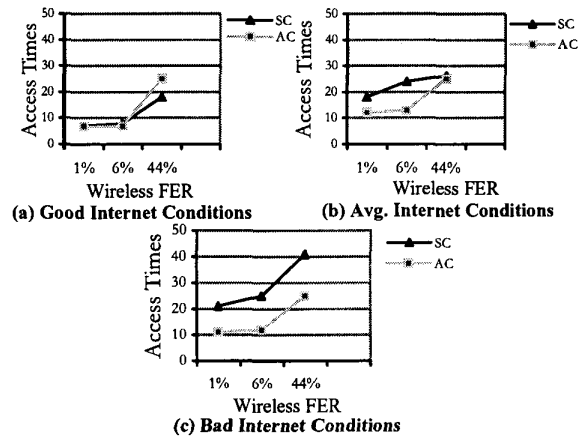 SC
AC
Access Times
50
40
30
20
10
0
1% 6% 44%
Wireless FER
(a) Good Internet Conditions
SC
AC
Access Times
50
40
30
20
10
0
1% 6% 44%
Wireless FER
(b) Avg. Internet Conditions
SC
AC
Access Times
50
40
30
20
10
0
1% 6% 44%
Wireless FER
(c) Bad Internet Conditions